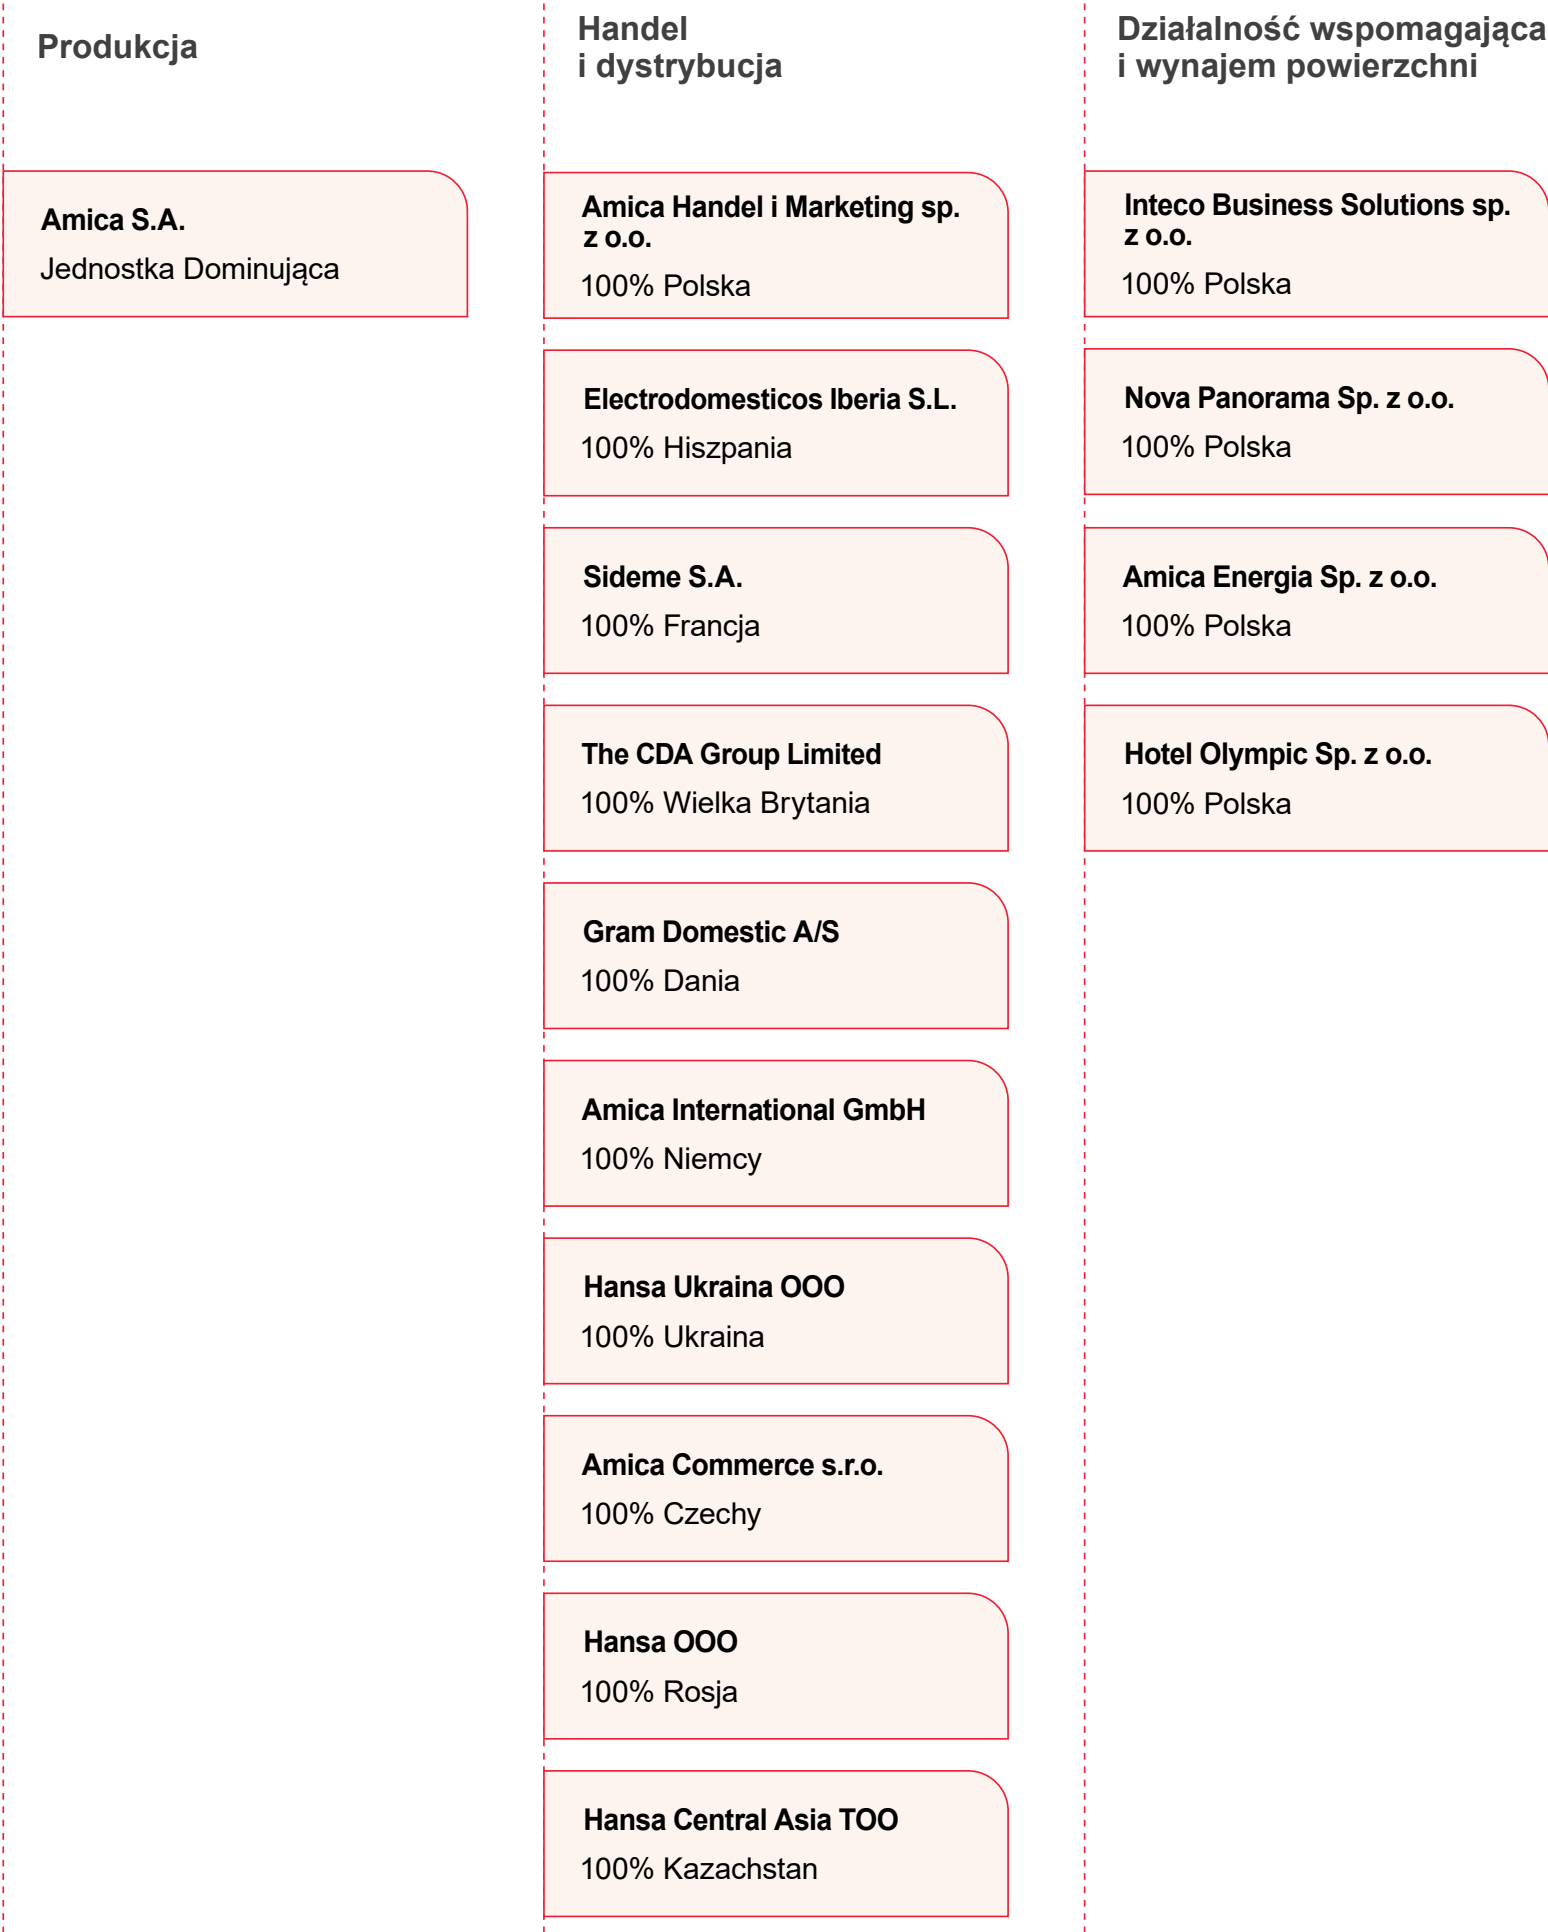 Produkcja
Amica S.A.
Jednostka Dominująca
Handel
i dystrybucja
Amica Handel i Marketing sp.
z o.o.
100% Polska
Electrodomesticos Iberia S.L.
100% Hiszpania
Sideme S.A.
100% Francja
The CDA Group Limited
100% Wielka Brytania
Gram Domestic A/S
100% Dania
Amica International GmbH
100% Niemcy
Hansa Ukraina OOO
100% Ukraina
Amica Commerce s.r.o.
100% Czechy
Hansa OOO
100% Rosja
Hansa Central Asia TOO
100% Kazachstan
Działalność wspomagająca
i wynajem powierzchni
Inteco Business Solutions sp.
z o.o.
100% Polska
Nova Panorama Sp. z o.o.
100% Polska
Amica Energia Sp. z o.o.
100% Polska
Hotel Olympic Sp. z o.o.
100% Polska